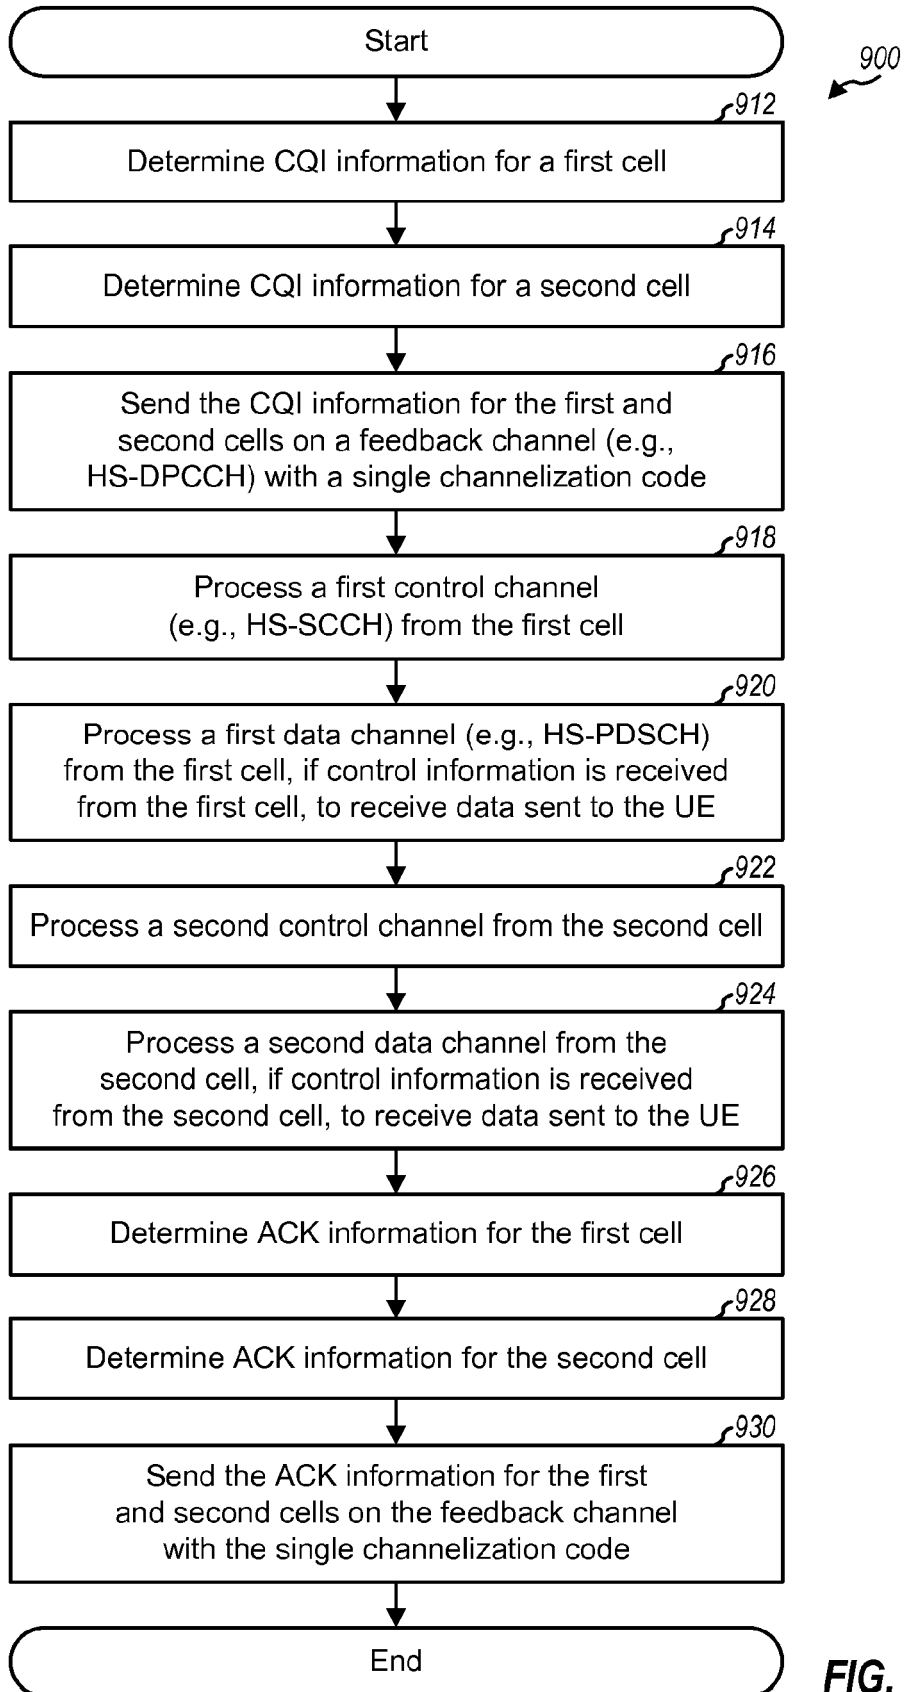 Start
900
912
Determine CQI information for a first cell
914
Determine CQI information for a second cell
916
Send the CQI information for the first and
second cells on a feedback channel (e.g.,
HS-DPCCH) with a single channelization code
918
Process a first control channel
(e.g., HS-SCCH) from the first cell
920
Process a first data channel (e.g., HS-PDSCH)
from the first cell, if control information is received
from the first cell, to receive data sent to the UE
922
Process a second control channel from the second cell
924
Process a second data channel from the
second cell, if control information is received
from the second cell, to receive data sent to the UE
926
Determine ACK information for the first cell
928
Determine ACK information for the second cell
930
Send the ACK information for the first
and second cells on the feedback channel
with the single channelization code
End
FIG.